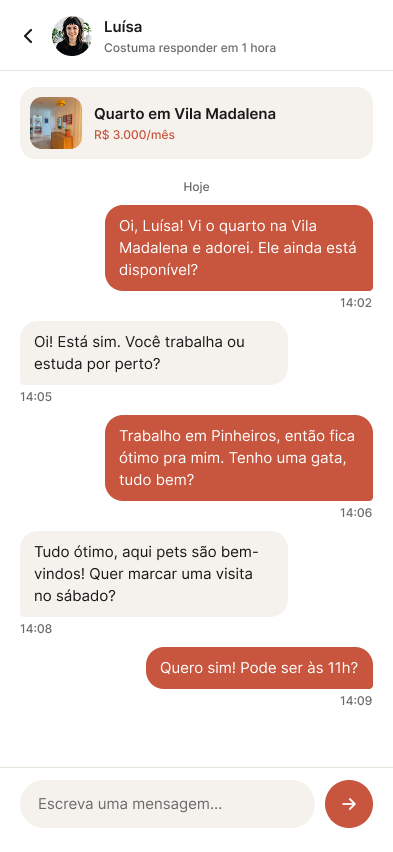 Luísa
Costuma responder em 1 hora
Quarto em Vila Madalena
R$ 3.000/mês
Hoje
Oi, Luísa! Vi o quarto na Vila
Madalena e adorei. Ele ainda está
disponível?
14:02
Oi! Está sim. Você trabalha ou
estuda por perto?
14:05
Trabalho em Pinheiros, então fica
ótimo pra mim. Tenho uma gata,
tudo bem?
14:06
Tudo ótimo, aqui pets são bem-
vindos! Quer marcar uma visita
no sábado?
14:08
Quero sim! Pode ser às 11h?
14:09
Escreva uma mensagem...